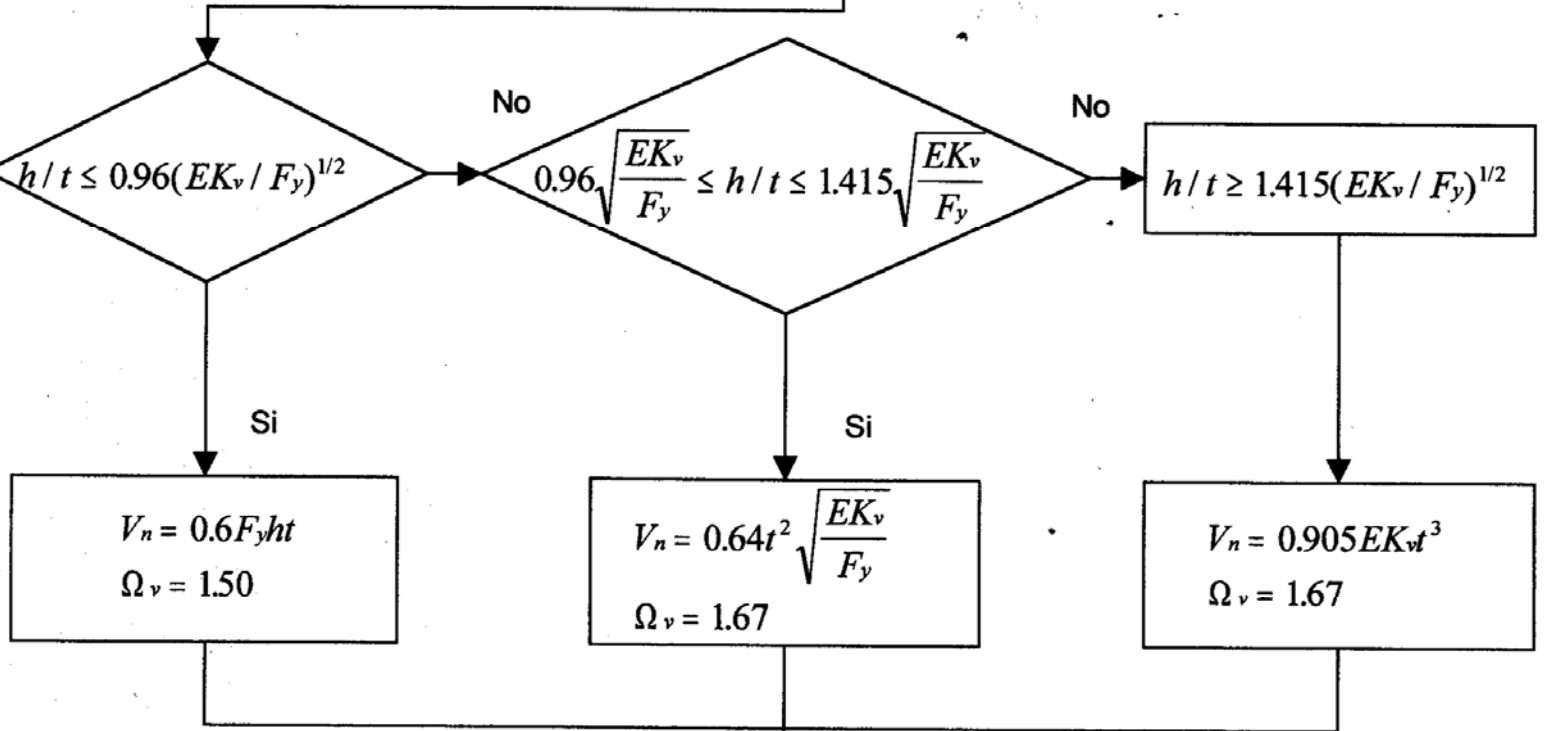 No
No
h / t ≤ 0.96(EKv / Fy)^1/2
0.96√(EKv/Fy) ≤ h / t ≤ 1.415√(EKv/Fy)
h / t ≥ 1.415(EKv / Fy)^1/2
Si
Si
Vn = 0.6Fyht
Ωv = 1.50
Vn = 0.64t²√(EKv/Fy)
Ωv = 1.67
Vn = 0.905EKvt³
Ωv = 1.67